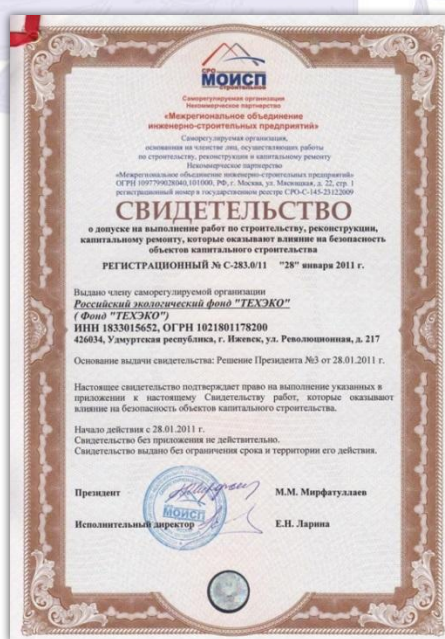 СРО
МОИСП
строительный
Саморегулируемая организация
Некоммерческое партнерство
«Межрегиональное объединение
инженерно-строительных предприятий»
Саморегулируемая организация,
основанная на членстве лиц, осуществляющих работы
по строительству, реконструкции и капитальному ремонту
Некоммерческое партнерство
«Межрегиональное объединение инженерно-строительных предприятий»
ОГРН 1097799028040,101000, РФ, г. Москва, ул. Мясницкая, д. 22, стр. 1
регистрационный номер в государственном реестре СРО-С-145-23122009
СВИДЕТЕЛЬСТВО
о допуске на выполнение работ по строительству, реконструкции,
капитальному ремонту, которые оказывают влияние на безопасность
объектов капитального строительства
РЕГИСТРАЦИОННЫЙ № С-283.0/11 "28" января 2011 г.
Выдано члену саморегулируемой организации
Российский экологический фонд "ТЕХЭКО"
( Фонд "ТЕХЭКО")
ИНН 1833015652, ОГРН 1021801178200
426034, Удмуртская республика, г. Ижевск, ул. Революционная, д. 217
Основание выдачи свидетельства: Решение Президента №3 от 28.01.2011 г.
Настоящее свидетельство подтверждает право на выполнение указанных в
приложении к настоящему Свидетельству работ, которые оказывают
влияние на безопасность объектов капитального строительства.
Начало действия с 28.01.2011 г.
Свидетельство без приложения не действительно.
Свидетельство выдано без ограничения срока и территории его действия.
Президент М.М. Мирфатуллаев
МОИСП
Исполнительный директор Е.Н. Ларина